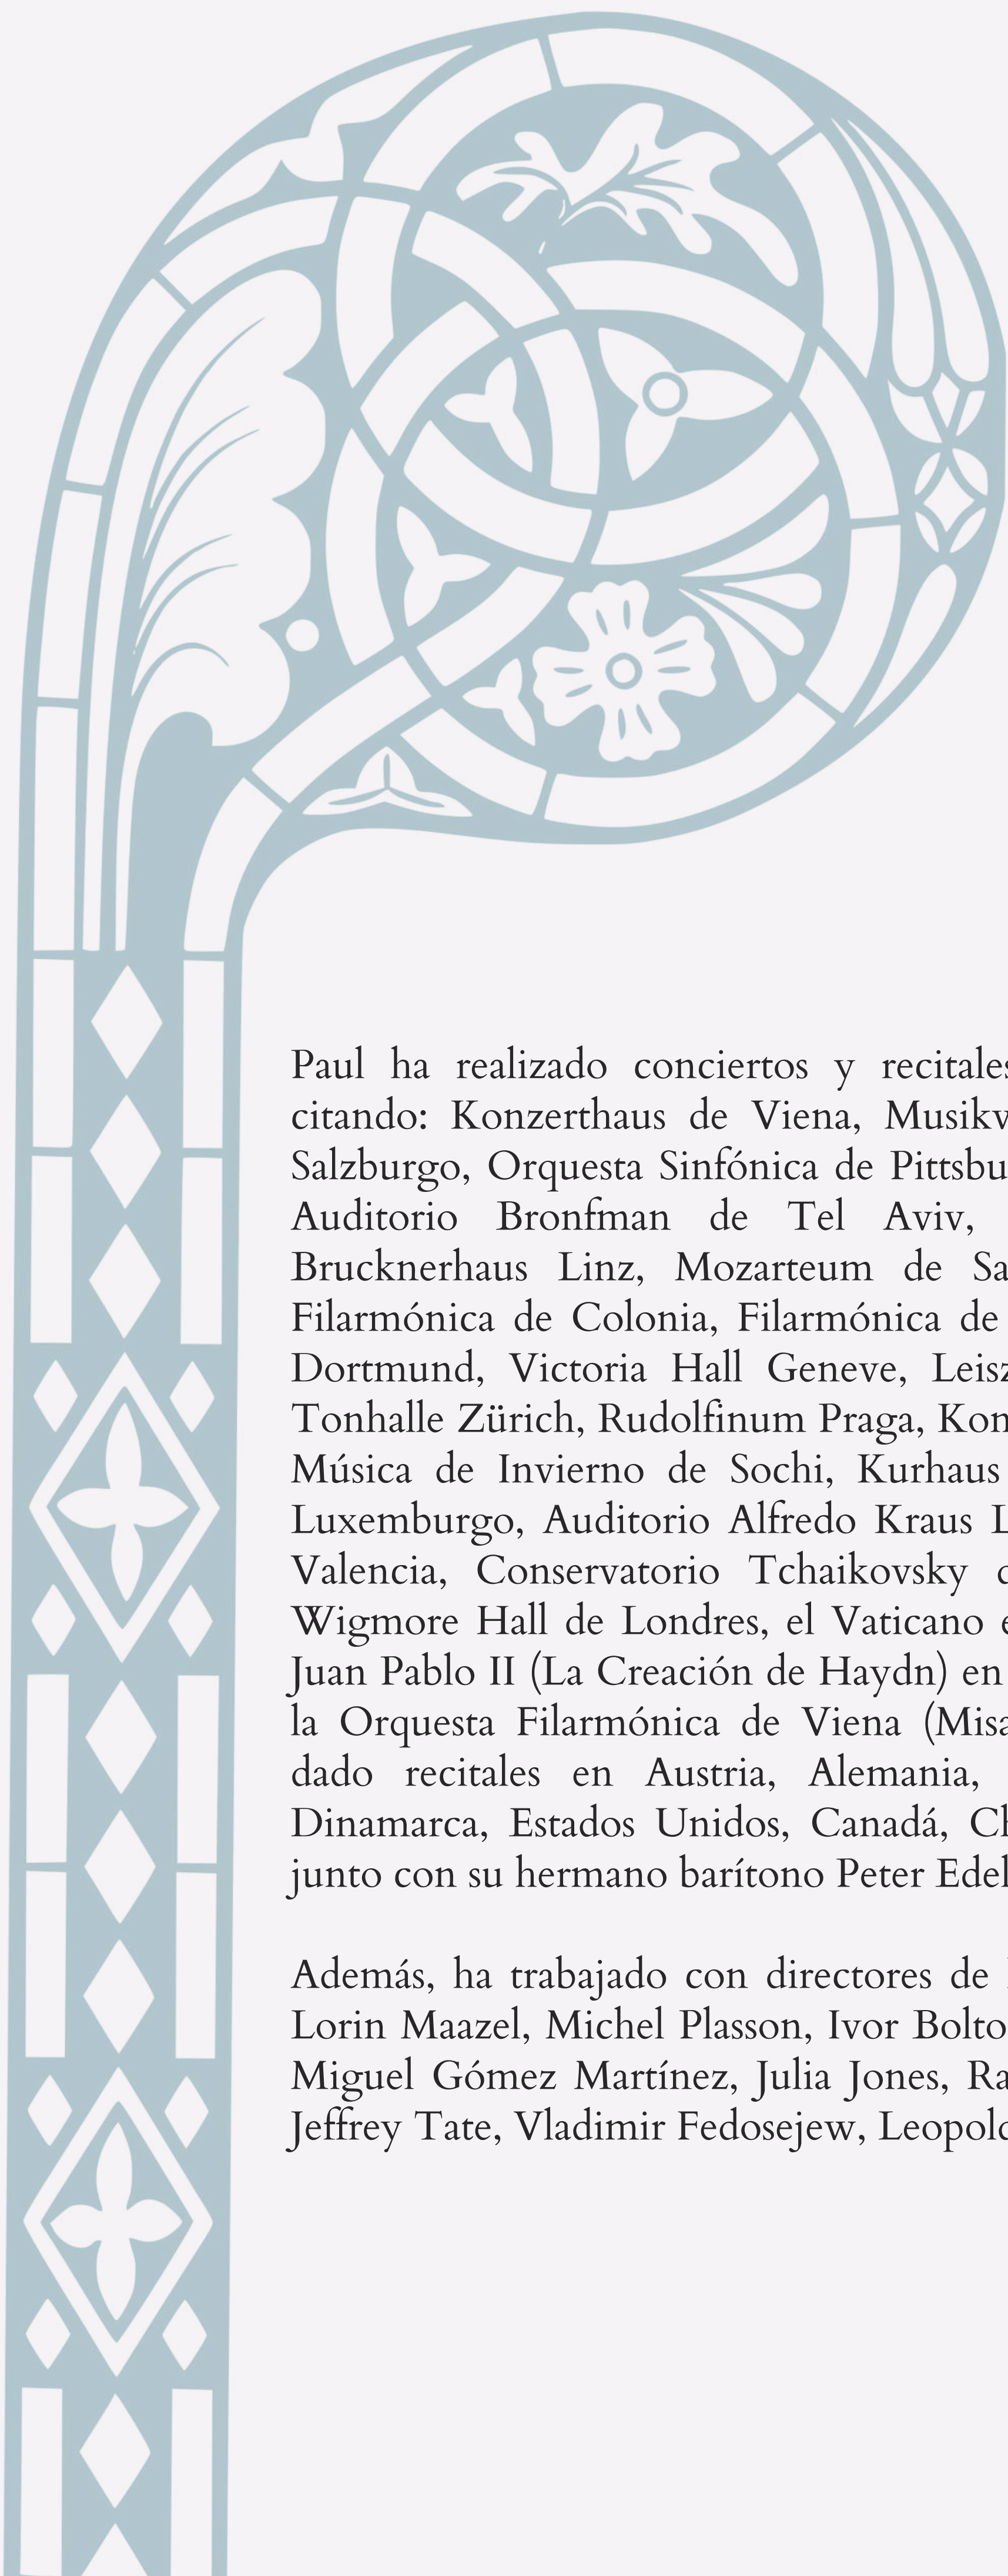 Paul ha realizado conciertos y recitales
citando: Konzerthaus de Viena, Musikv
Salzburgo, Orquesta Sinfónica de Pittsbu
Auditorio Bronfman de Tel Aviv,
Brucknerhaus Linz, Mozarteum de Sa
Filarmónica de Colonia, Filarmónica de
Dortmund, Victoria Hall Geneve, Leisz
Tonhalle Zürich, Rudolfinum Praga, Kon
Música de Invierno de Sochi, Kurhaus
Luxemburgo, Auditorio Alfredo Kraus L
Valencia, Conservatorio Tchaikovsky
Wigmore Hall de Londres, el Vaticano
Juan Pablo II (La Creación de Haydn) en
la Orquesta Filarmónica de Viena (Misa
dado recitales en Austria, Alemania,
Dinamarca, Estados Unidos, Canadá, Ch
junto con su hermano barítono Peter Edel
Además, ha trabajado con directores de
Lorin Maazel, Michel Plasson, Ivor Bolto
Miguel Gómez Martínez, Julia Jones, Ra
Jeffrey Tate, Vladimir Fedosejew, Leopold